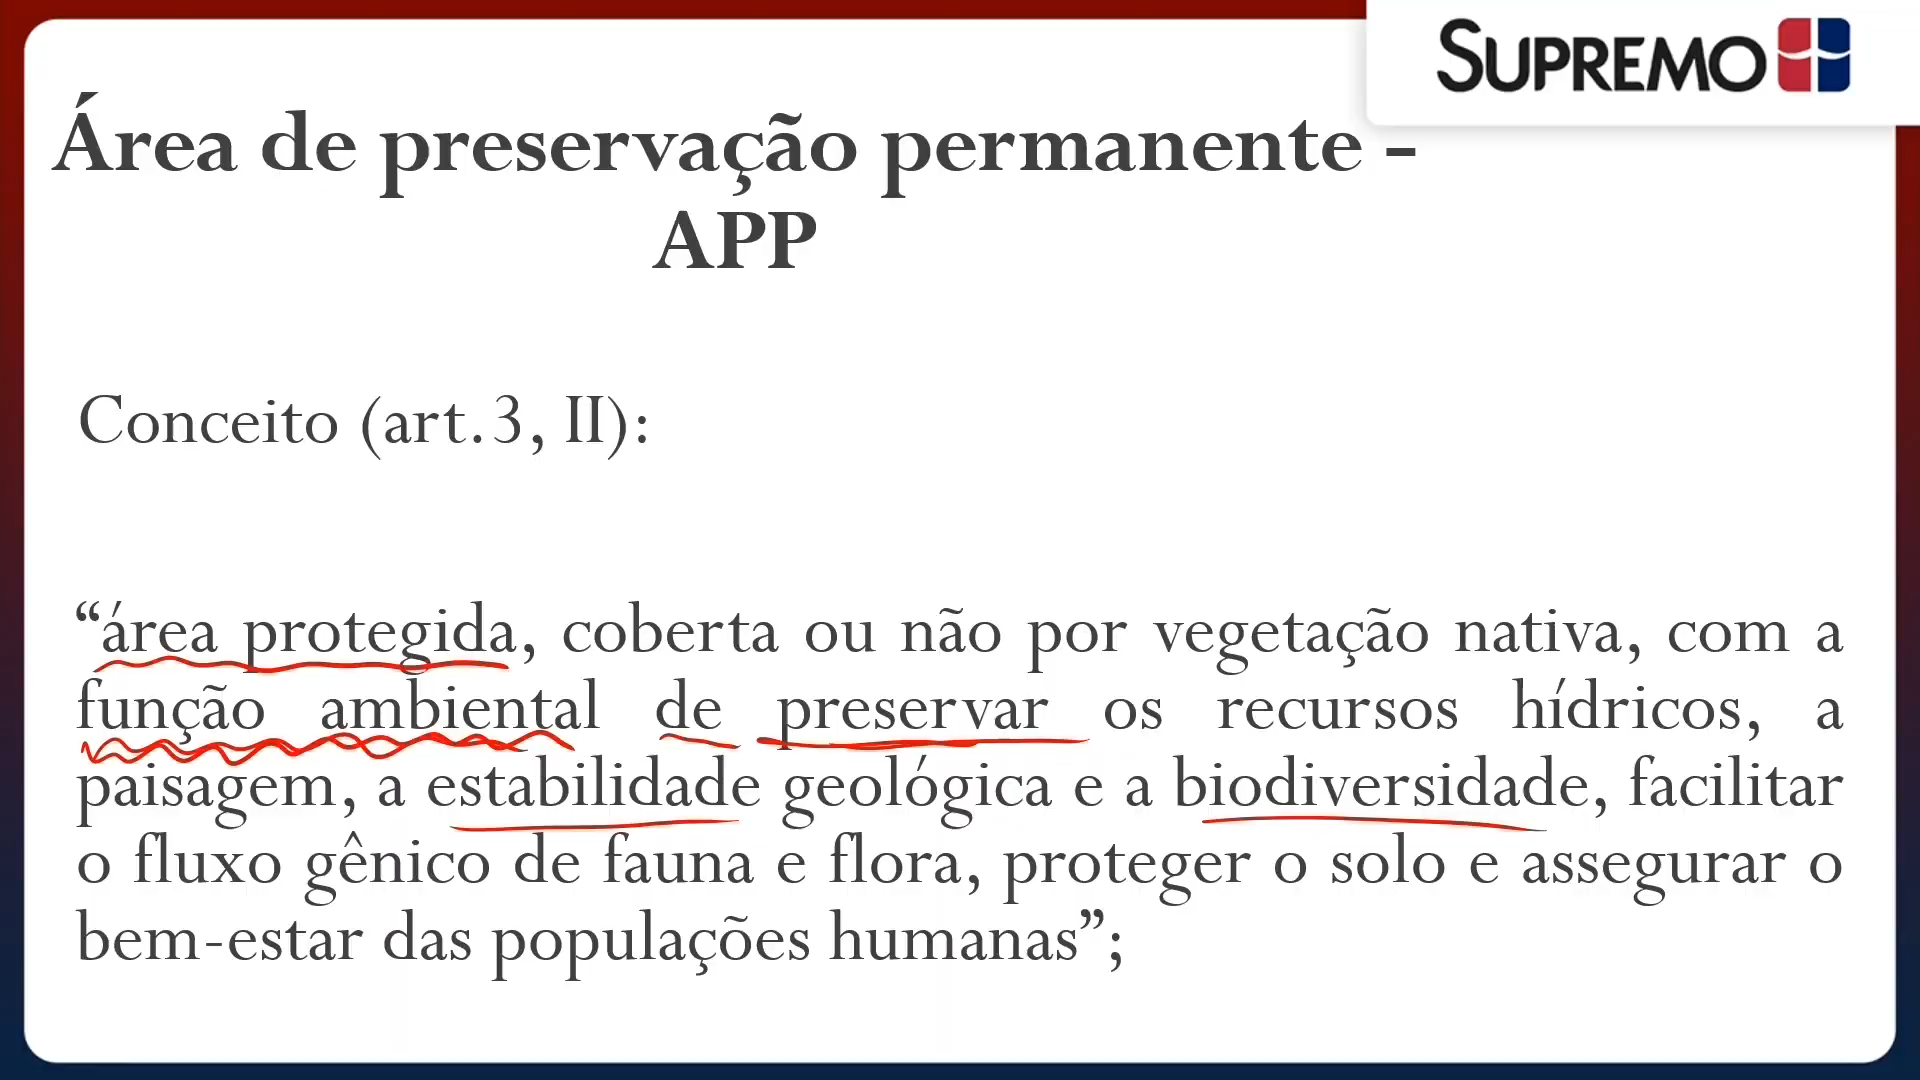 SUPREMO
Área de preservação permanente -
APP
Conceito (art.3, II):
“área protegida, coberta ou não por vegetação nativa, com a
função ambiental de preservar os recursos hídricos, a
paisagem, a estabilidade geológica e a biodiversidade, facilitar
o fluxo gênico de fauna e flora, proteger o solo e assegurar o
bem-estar das populações humanas”;